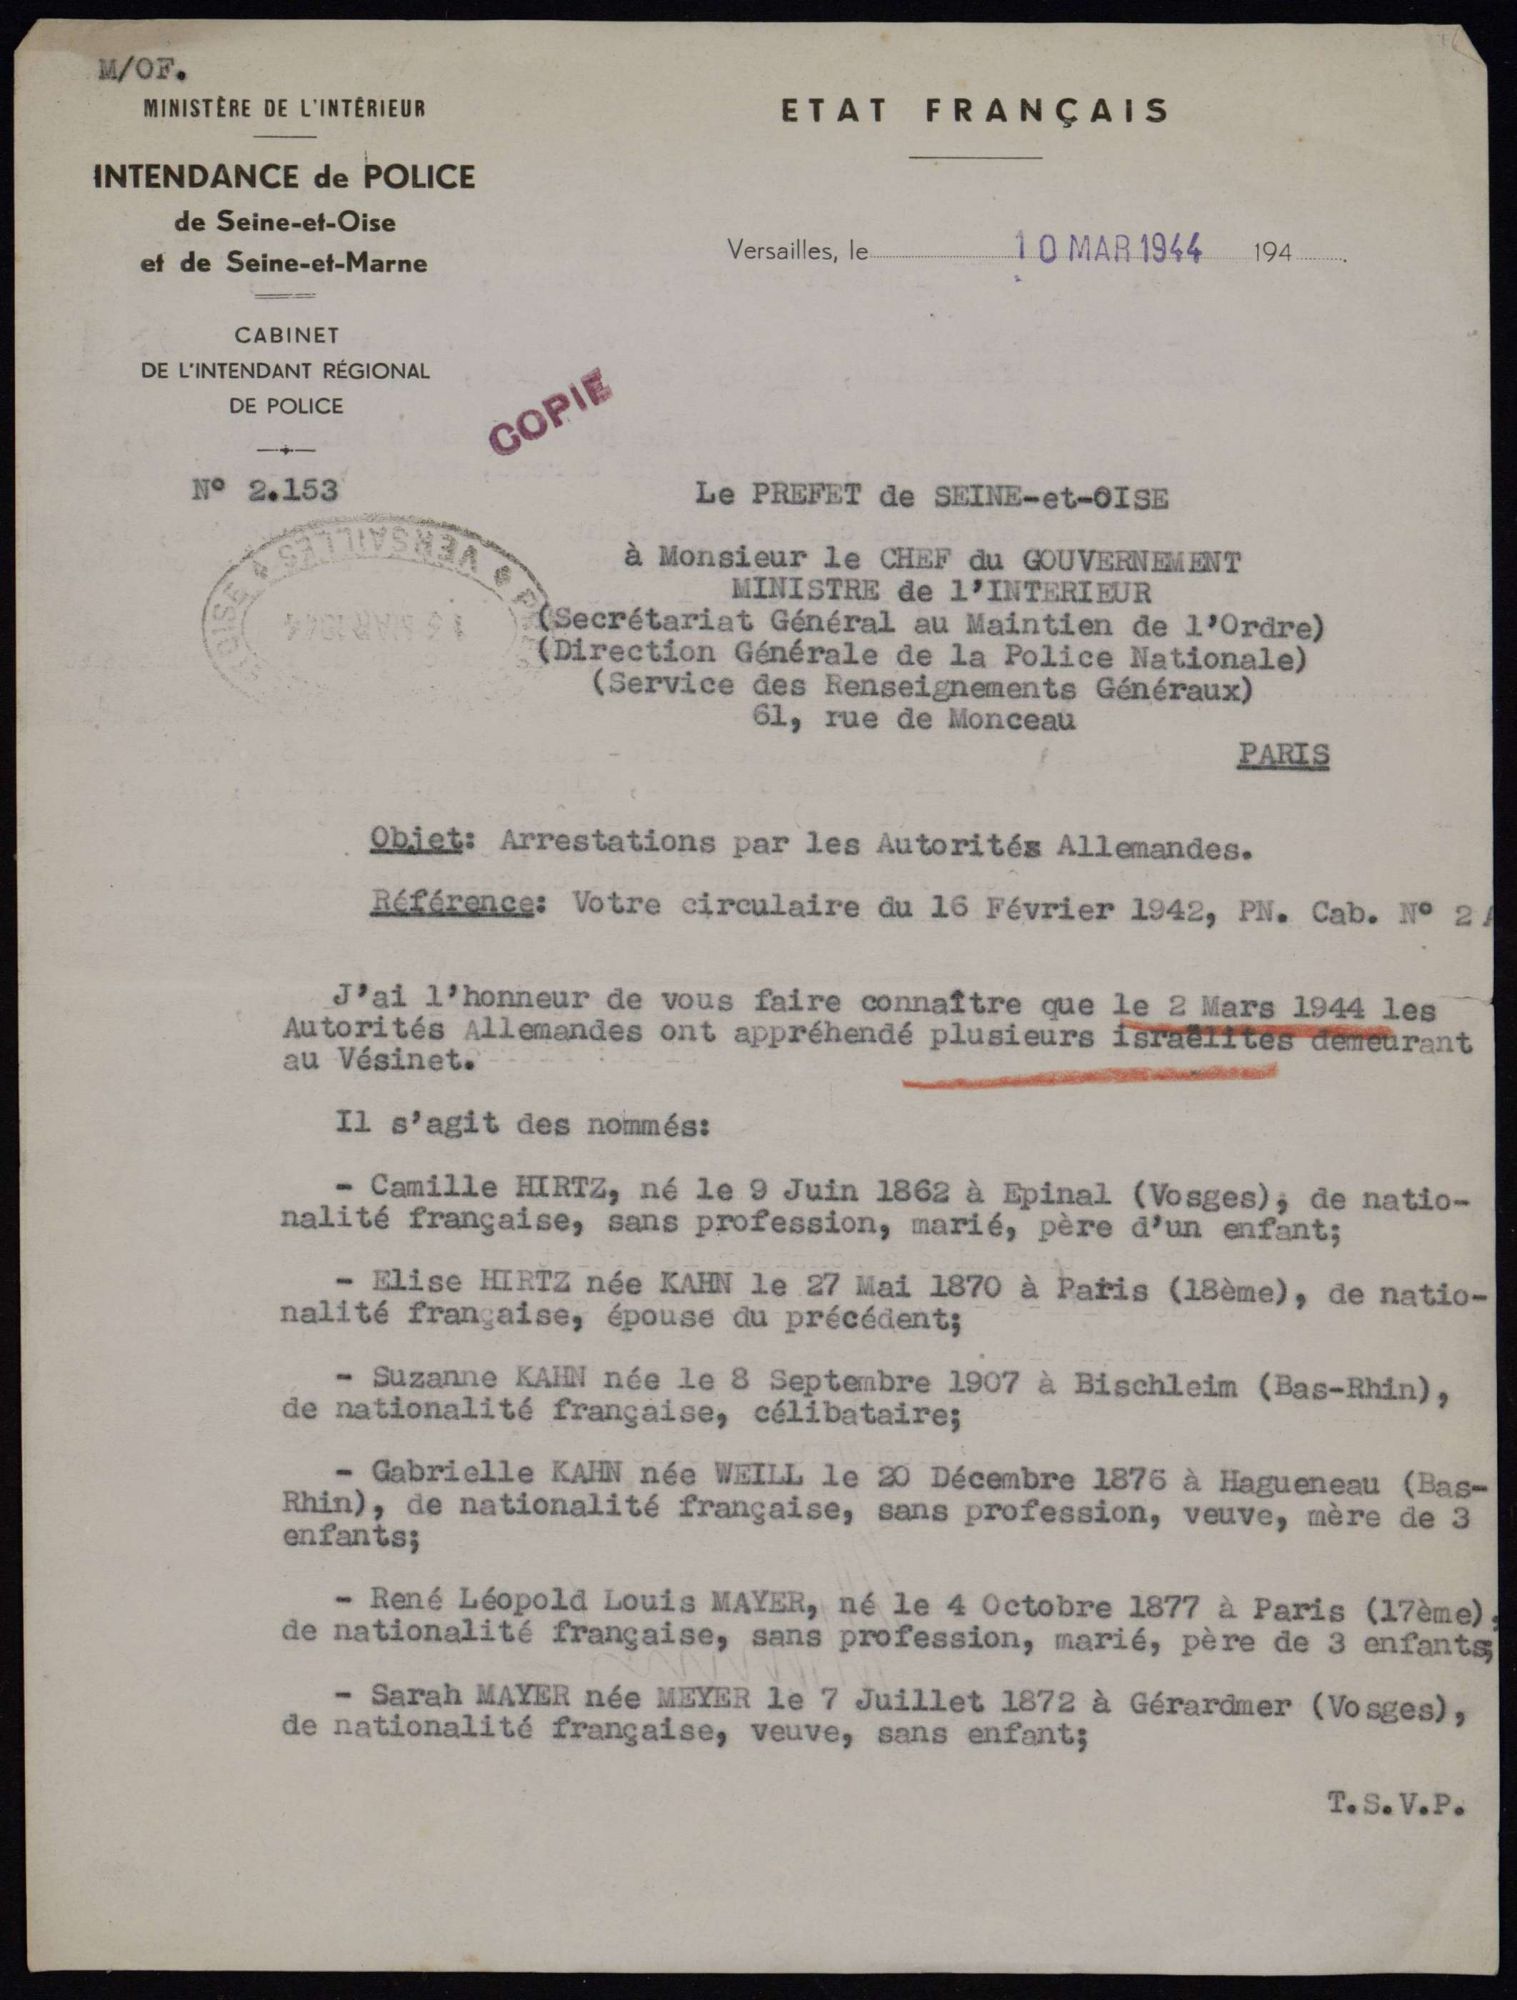 M/OF.
MINISTÈRE DE L'INTÉRIEUR
ETAT FRANÇAIS
INTENDANCE de POLICE
de Seine-et-Oise
et de Seine-et-Marne
Versailles, le 10 MAR 1944 194
CABINET
DE L'INTENDANT RÉGIONAL
DE POLICE
COPIE
N° 2.153
Le PREFET de SEINE-et-OISE
à Monsieur le CHEF du GOUVERNEMENT
MINISTRE de l'INTERIEUR
(Secrétariat Général au Maintien de l'Ordre)
(Direction Générale de la Police Nationale)
(Service des Renseignements Généraux)
61, rue de Monceau
PARIS
VERSAILLES
OISE
MAR 1944
Objet: Arrestations par les Autorités Allemandes.
Référence: Votre circulaire du 16 Février 1942, PN. Cab. N° 2
J'ai l'honneur de vous faire connaître que le 2 Mars 1944 les
Autorités Allemandes ont appréhendé plusieurs israëlites demeurant
au Vésinet.
Il s'agit des nommés:
- Camille HIRTZ, né le 9 Juin 1862 à Epinal (Vosges), de natio-
nalité française, sans profession, marié, père d'un enfant;
- Elise HIRTZ née KAHN le 27 Mai 1870 à Paris (18ème), de natio-
nalité française, épouse du précédent;
- Suzanne KAHN née le 8 Septembre 1907 à Bischleim (Bas-Rhin),
de nationalité française, célibataire;
- Gabrielle KAHN née WEILL le 20 Décembre 1876 à Hagueneau (Bas-
Rhin), de nationalité française, sans profession, veuve, mère de 3
enfants;
- René Léopold Louis MAYER, né le 4 Octobre 1877 à Paris (17ème),
de nationalité française, sans profession, marié, père de 3 enfants;
- Sarah MAYER née MEYER le 7 Juillet 1872 à Gérardmer (Vosges),
de nationalité française, veuve, sans enfant;
T.S.V.P.